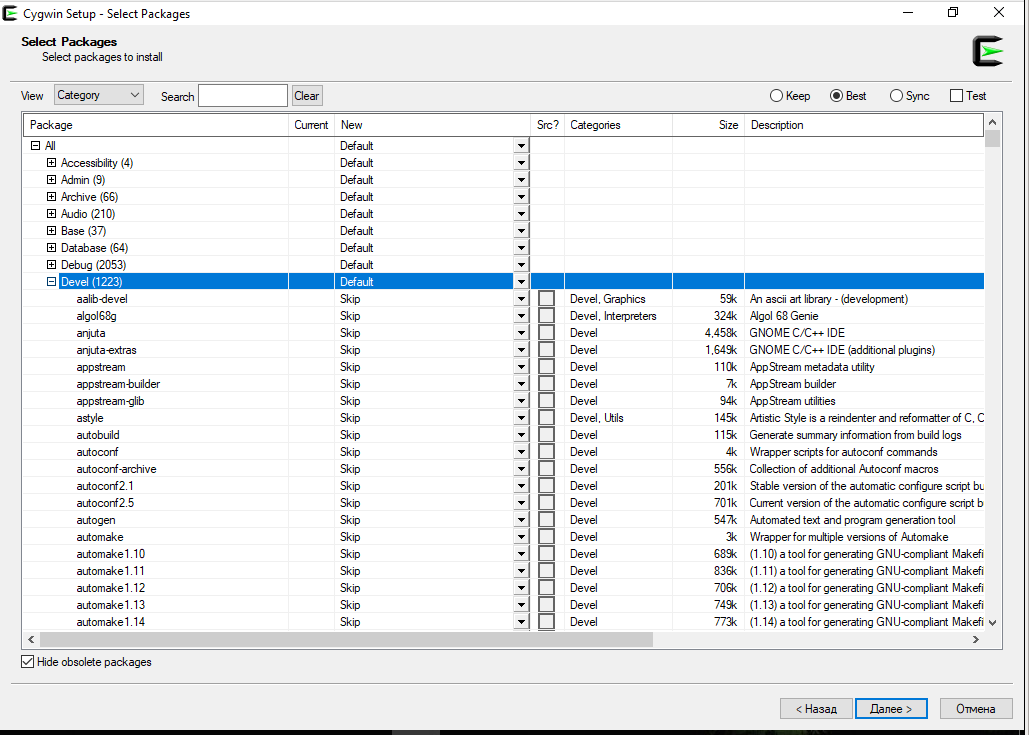 Cygwin Setup - Select Packages
Select Packages
Select packages to install
View Category Search Clear Keep Best Sync Test
Package Current New Src? Categories Size Description
All Default
Accessibility (4) Default
Admin (9) Default
Archive (66) Default
Audio (210) Default
Base (37) Default
Database (64) Default
Debug (2053) Default
Devel (1223) Default
aalib-devel Skip Devel, Graphics 59k An ascii art library - (development)
algol68g Skip Devel, Interpreters 324k Algol 68 Genie
anjuta Skip Devel 4,458k GNOME C/C++ IDE
anjuta-extras Skip Devel 1,649k GNOME C/C++ IDE (additional plugins)
appstream Skip Devel 110k AppStream metadata utility
appstream-builder Skip Devel 7k AppStream builder
appstream-glib Skip Devel 94k AppStream utilities
astyle Skip Devel, Utils 145k Artistic Style is a reindenter and reformatter of C, C
autobuild Skip Devel 115k Generate summary information from build logs
autoconf Skip Devel 4k Wrapper scripts for autoconf commands
autoconf-archive Skip Devel 556k Collection of additional Autoconf macros
autoconf2.1 Skip Devel 201k Stable version of the automatic configure script bu
autoconf2.5 Skip Devel 701k Current version of the automatic configure script b
autogen Skip Devel 547k Automated text and program generation tool
automake Skip Devel 3k Wrapper for multiple versions of Automake
automake1.10 Skip Devel 689k (1.10) a tool for generating GNU-compliant Makefi
automake1.11 Skip Devel 836k (1.11) a tool for generating GNU-compliant Makefi
automake1.12 Skip Devel 706k (1.12) a tool for generating GNU-compliant Makefi
automake1.13 Skip Devel 749k (1.13) a tool for generating GNU-compliant Makefi
automake1.14 Skip Devel 773k (1.14) a tool for generating GNU-compliant Makefi
Hide obsolete packages
< Назад Далее > Отмена